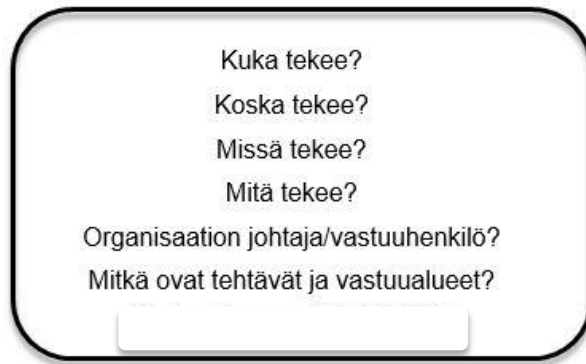 Kuka tekee?
Koska tekee?
Missä tekee?
Mitä tekee?
Organisaation johtaja/vastuuhenkilö?
Mitkä ovat tehtävät ja vastuualueet?